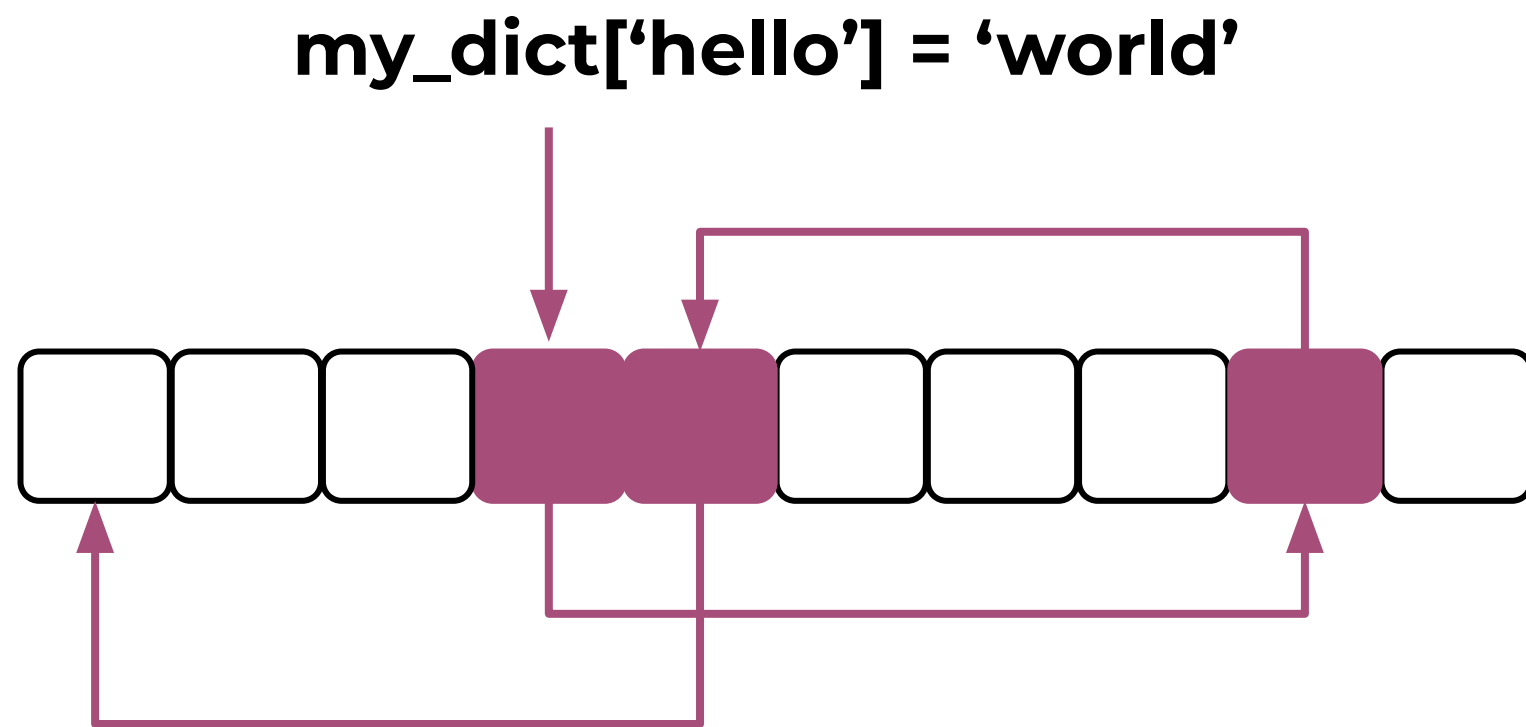 my_dict[‘hello’] = ‘world’